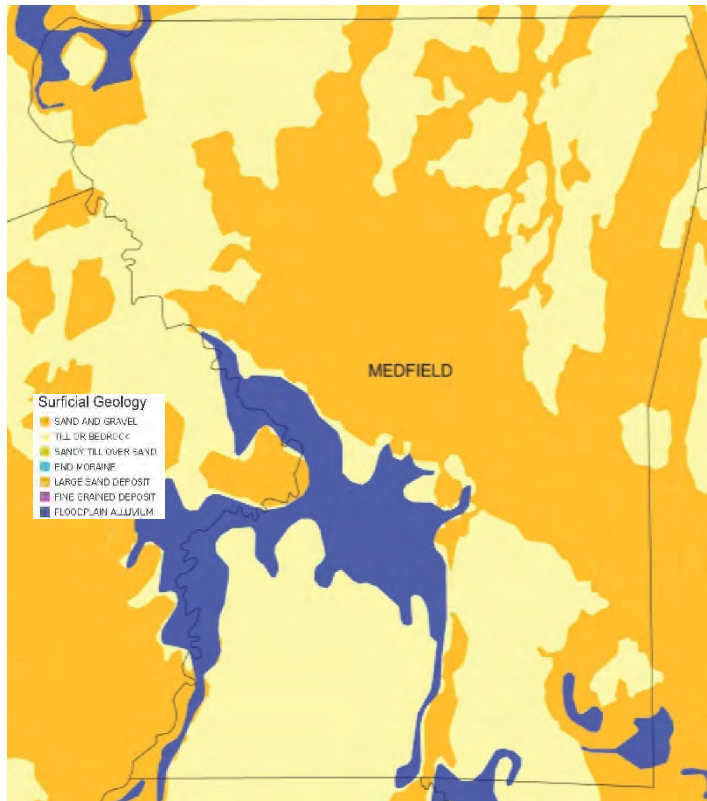 MEDFIELD
Surficial Geology
SAND AND GRAVEL
TILL OR BEDROCK
SANDY TILL OVER SAND
END MORAINE
LARGE SAND DEPOSIT
FINE GRAINED DEPOSIT
FLOODPLAIN ALLUVIUM